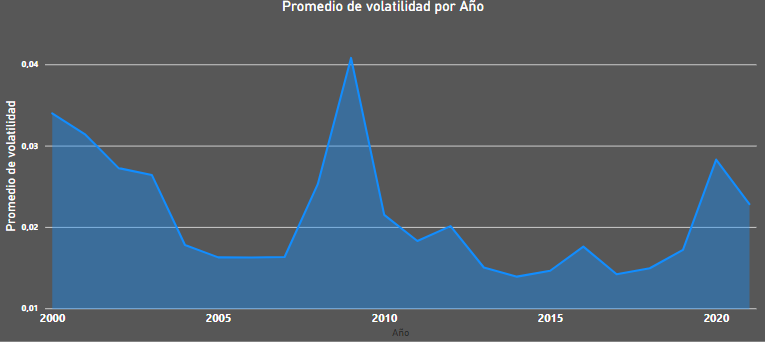 Promedio de volatilidad por Año
0,04
0,03
0,02
0,01
Promedio de volatilidad
2000 2005 2010 2015 2020
Año